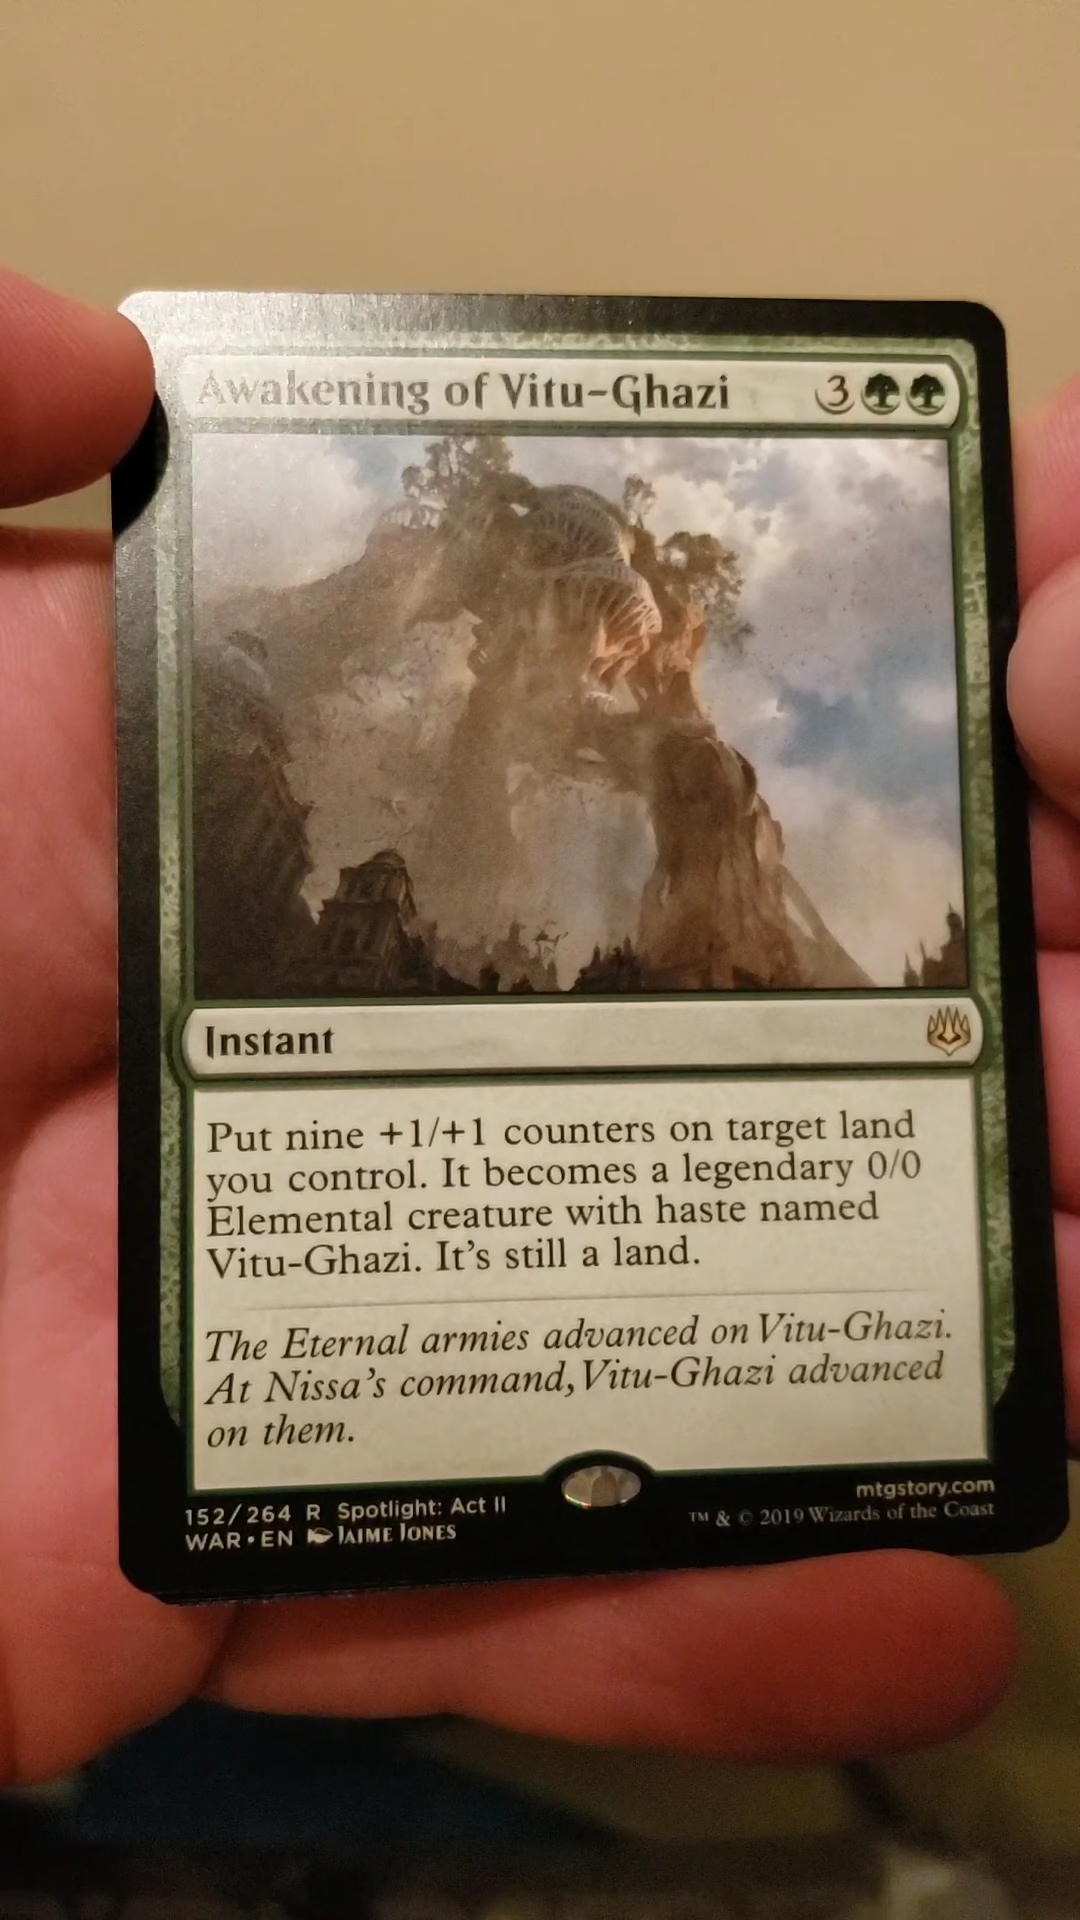 Awakening of Vitu-Ghazi 3
Instant
Put nine +1/+1 counters on target land
you control. It becomes a legendary 0/0
Elemental creature with haste named
Vitu-Ghazi. It's still a land.
The Eternal armies advanced on Vitu-Ghazi.
At Nissa's command, Vitu-Ghazi advanced
on them.
152/264 R Spotlight: Act II
WAR • EN JAIME JONES
mtgstory.com
™ & © 2019 Wizards of the Coast